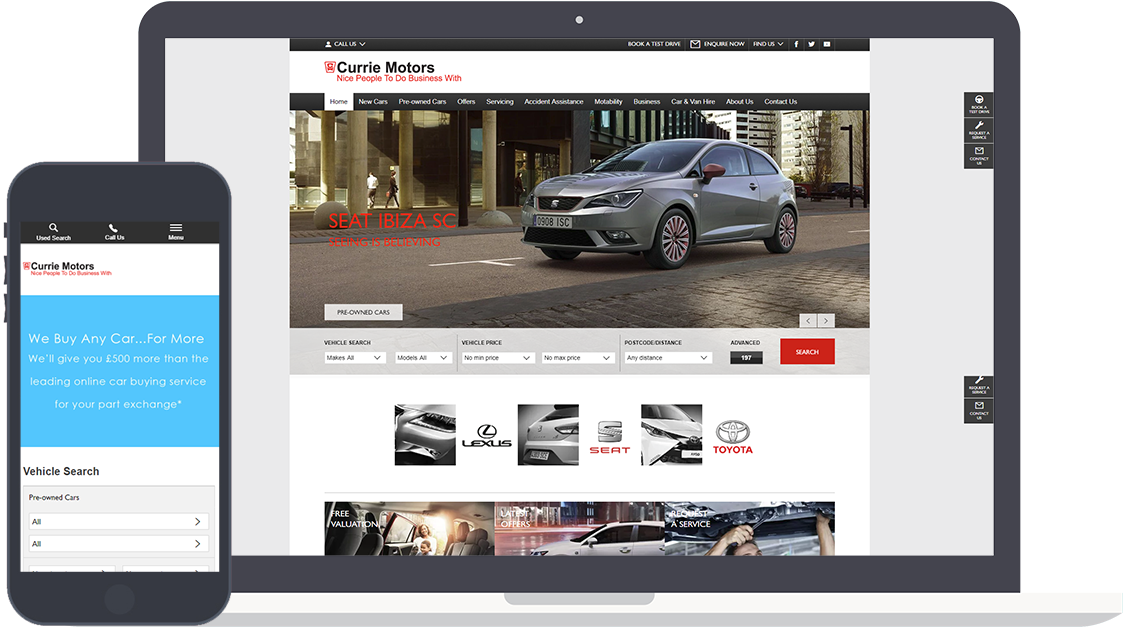 CALL US
BOOK A TEST DRIVE ENQUIRE NOW FIND US
Currie Motors
Nice People To Do Business With
Home New Cars Pre-owned Cars Offers Servicing Accident Assistance Motability Business Car & Van Hire About Us Contact Us
BOOK A
TEST DRIVE
REQUEST A
SERVICE
CONTACT
US
0908 ISC
SEAT IBIZA SC
SEEING IS BELIEVING
PRE-OWNED CARS
VEHICLE SEARCH VEHICLE PRICE POSTCODE/DISTANCE ADVANCED
Makes All Models All No min price No max price Any distance 197 SEARCH
REQUEST A
SERVICE
CONTACT
US
LEXUS
SEAT
TOYOTA
FREE
VALUATION
LATEST
OFFERS
REQUEST
A SERVICE
Used Search Call Us Menu
Currie Motors
Nice People To Do Business With
We Buy Any Car...For More
We'll give you £500 more than the
leading online car buying service
for your part exchange*
Vehicle Search
Pre-owned Cars
All
All